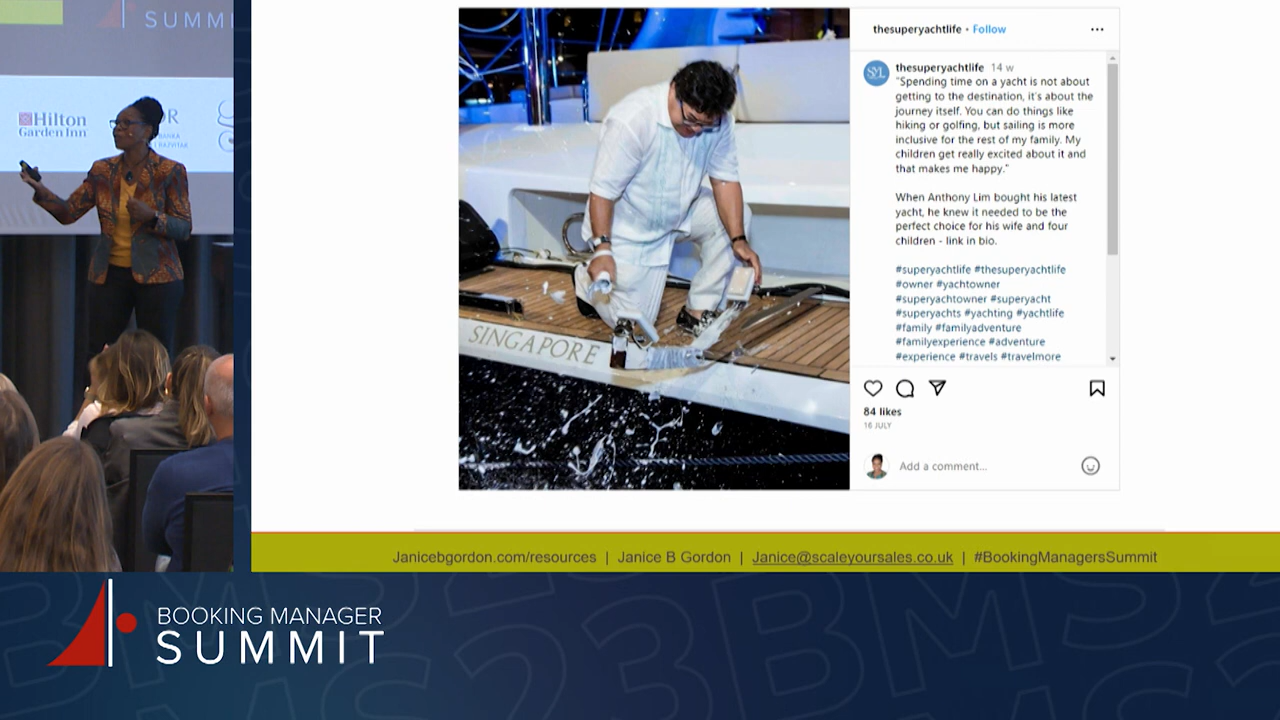 SUMMI
Hilton
Garden Inn
OR
BANKA
I RAZVITAK
SINGAPORE
thesuperyachtlife • Follow
SYL
thesuperyachtlife 14 w
"Spending time on a yacht is not about
getting to the destination, it's about the
journey itself. You can do things like
hiking or golfing, but sailing is more
inclusive for the rest of my family. My
children get really excited about it and
that makes me happy."
When Anthony Lim bought his latest
yacht, he knew it needed to be the
perfect choice for his wife and four
children - link in bio.
#superyachtlife #thesuperyachtlife
#owner #yachtowner
#superyachtowner #superyacht
#superyachts #yachting #yachtlife
#family #familyadventure
#familyexperience #adventure
#experience #travels #travelmore
84 likes
16 JULY
Add a comment...
Janicebgordon.com/resources | Janice B Gordon | Janice@scaleyoursales.co.uk | #BookingManagersSummit
BOOKING MANAGER
SUMMIT
BMS23BMS2